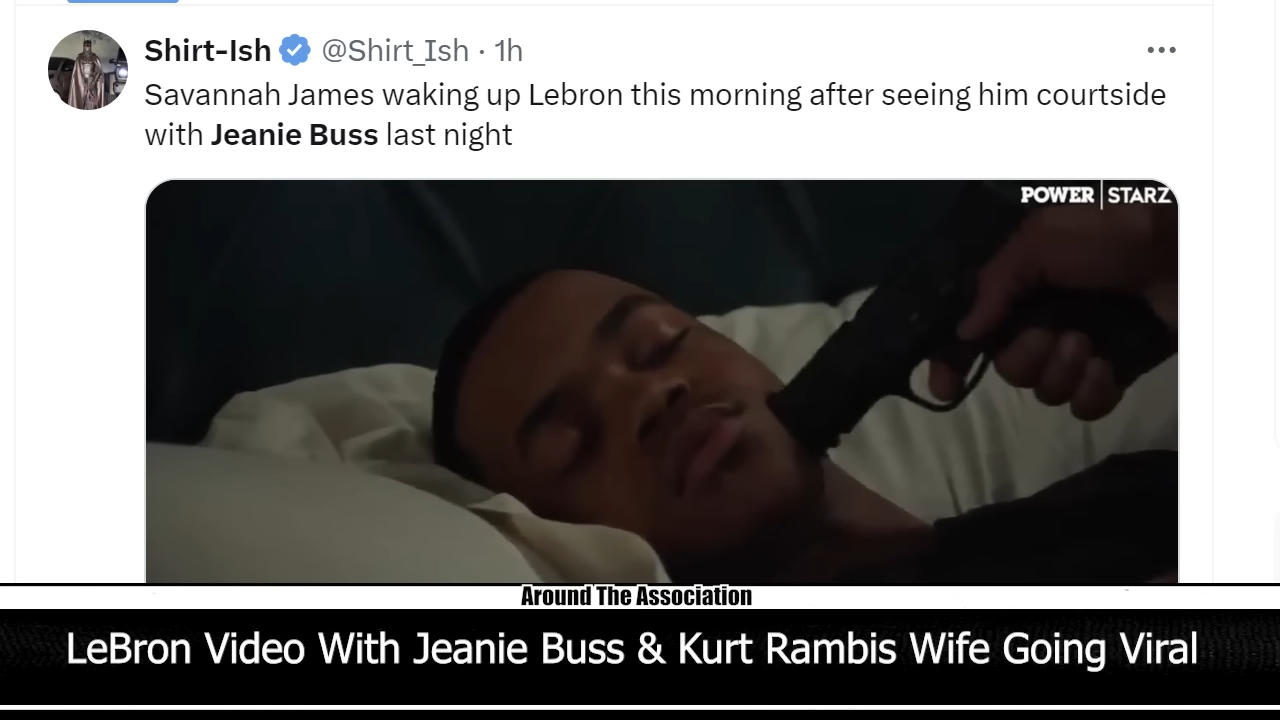 Shirt-Ish @Shirt_Ish · 1h
Savannah James waking up Lebron this morning after seeing him courtside
with Jeanie Buss last night
POWER | STARZ
Around The Association
LeBron Video With Jeanie Buss & Kurt Rambis Wife Going Viral